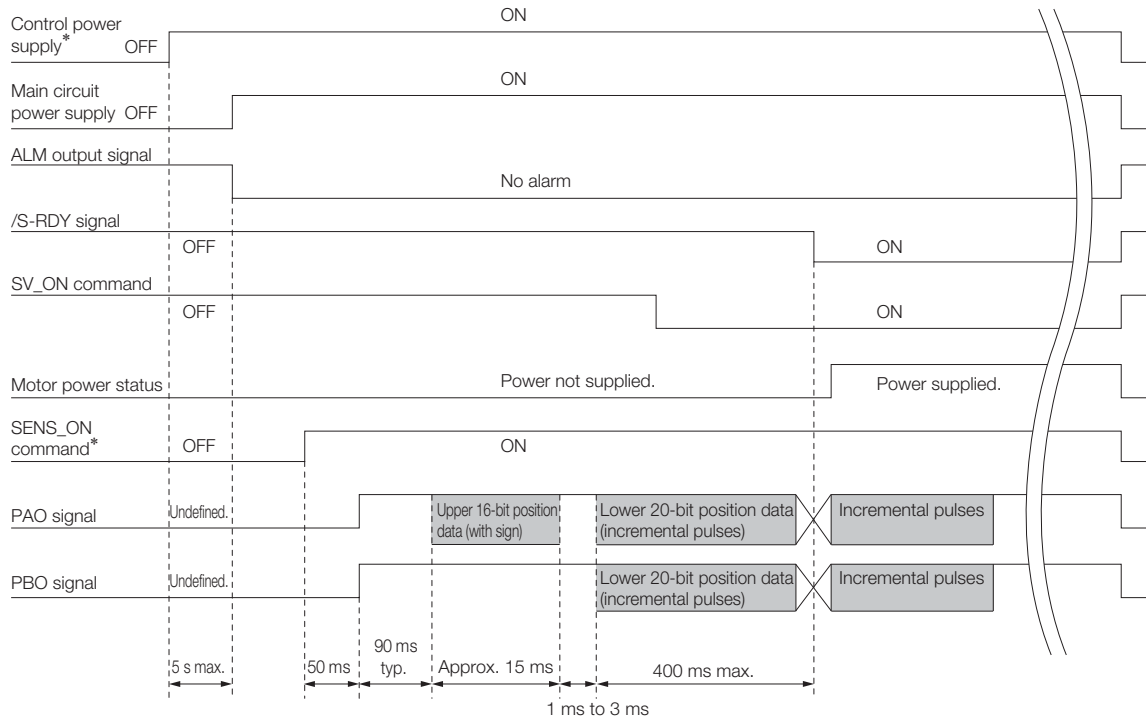 ON
Control power
supply* OFF
ON
Main circuit
power supply OFF
ALM output signal
No alarm
/S-RDY signal
OFF ON
SV_ON command
OFF ON
Motor power status
Power not supplied.
Power supplied.
SENS_ON
command*
OFF ON
PAO signal
Undefined.
Upper 16-bit position
data (with sign)
Lower 20-bit position data
(incremental pulses)
Incremental pulses
PBO signal
Undefined.
Lower 20-bit position data
(incremental pulses)
Incremental pulses
5 s max.
50 ms
90 ms
typ.
Approx. 15 ms
400 ms max.
1 ms to 3 ms